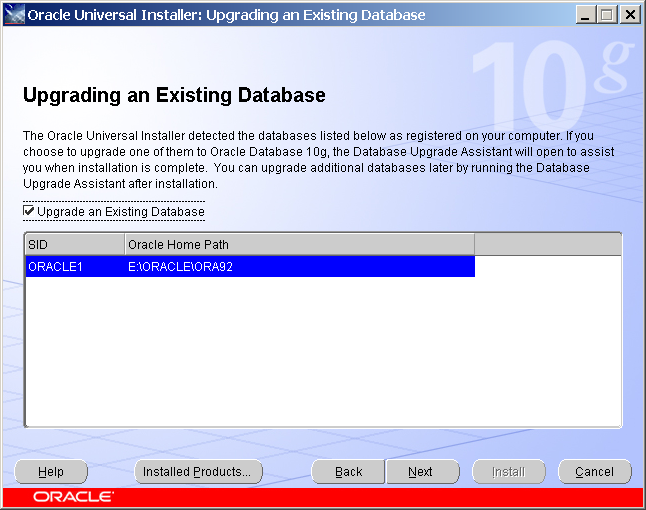 Oracle Universal Installer: Upgrading an Existing Database
10g
Upgrading an Existing Database
The Oracle Universal Installer detected the databases listed below as registered on your computer. If you
choose to upgrade one of them to Oracle Database 10g, the Database Upgrade Assistant will open to assist
you when installation is complete.  You can upgrade additional databases later by running the Database
Upgrade Assistant after installation.
Upgrade an Existing Database
SID Oracle Home Path
ORACLE1 E:\ORACLE\ORA92
Help Installed Products... Back Next Install Cancel
ORACLE